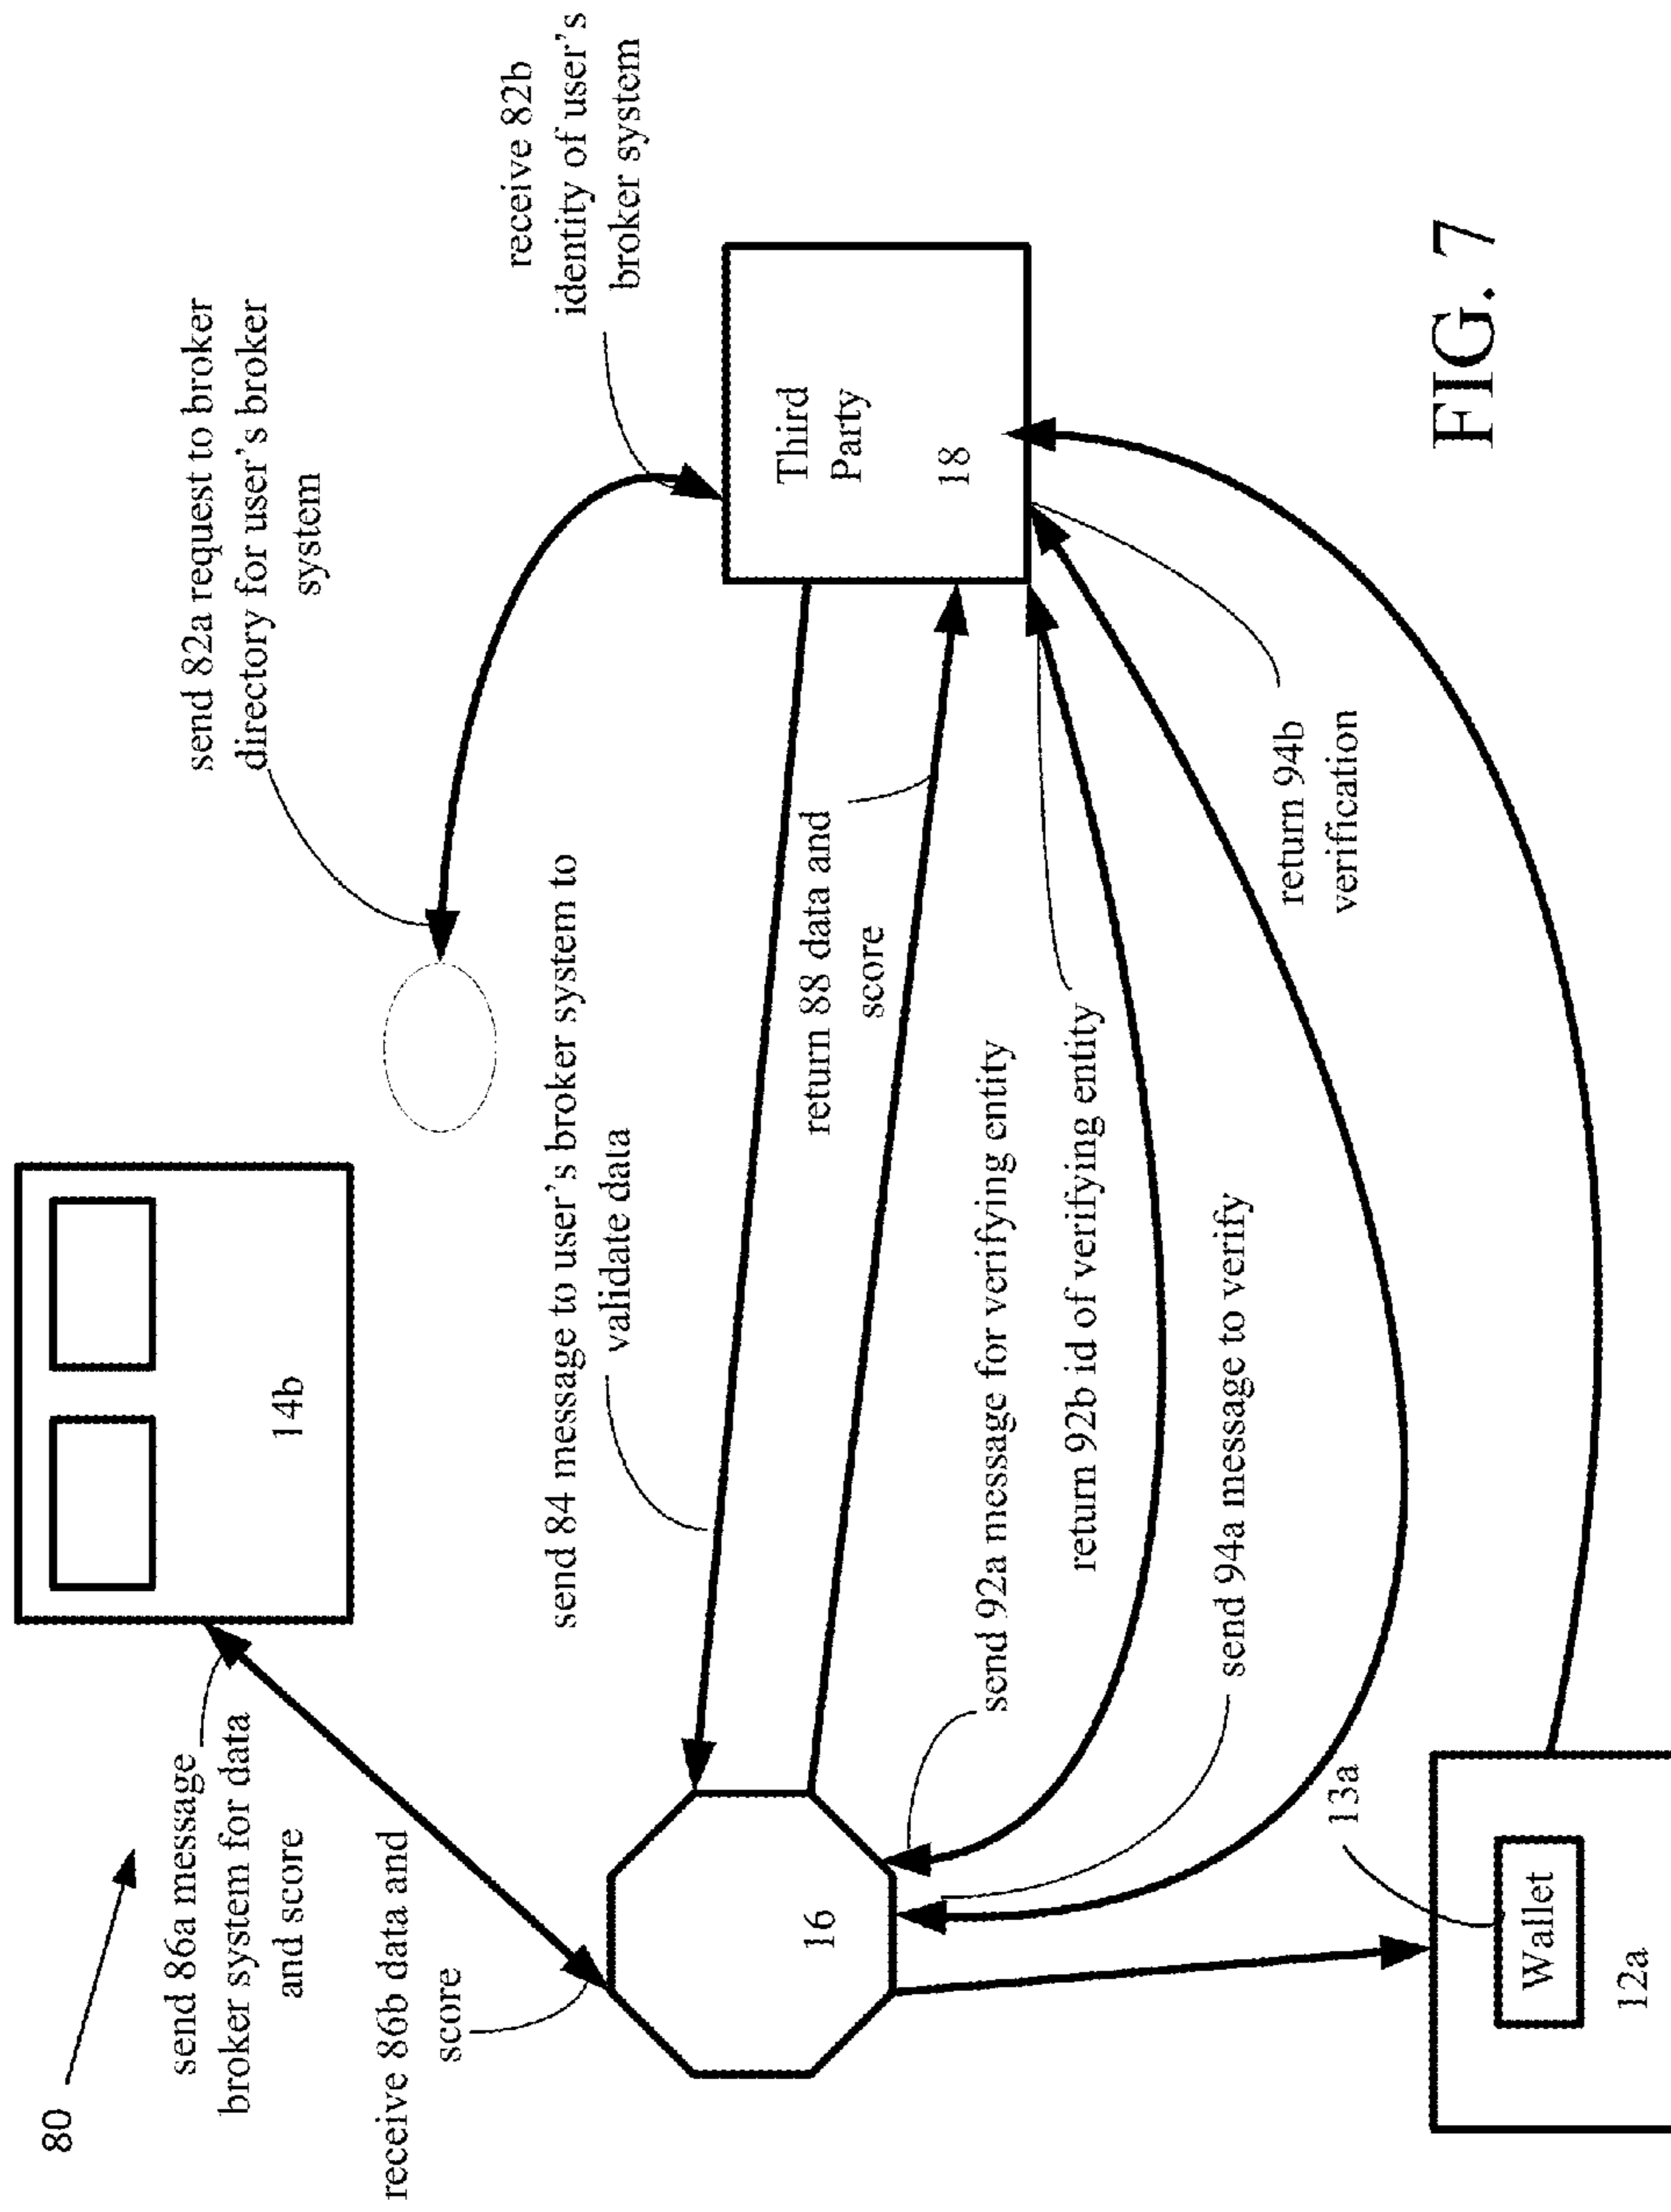 80
send 86a message
broker system for data
and score
receive 86b data and
score
14b
send 82a request to broker
directory for user's broker
system
receive 82b
identity of user's
broker system
send 84 message to user's broker system to
validate data
return 88 data and
score
Third
Party
18
16
send 92a message for verifying entity
return 92b id of verifying entity
send 94a message to verify
return 94b
verification
13a
Wallet
12a
FIG. 7